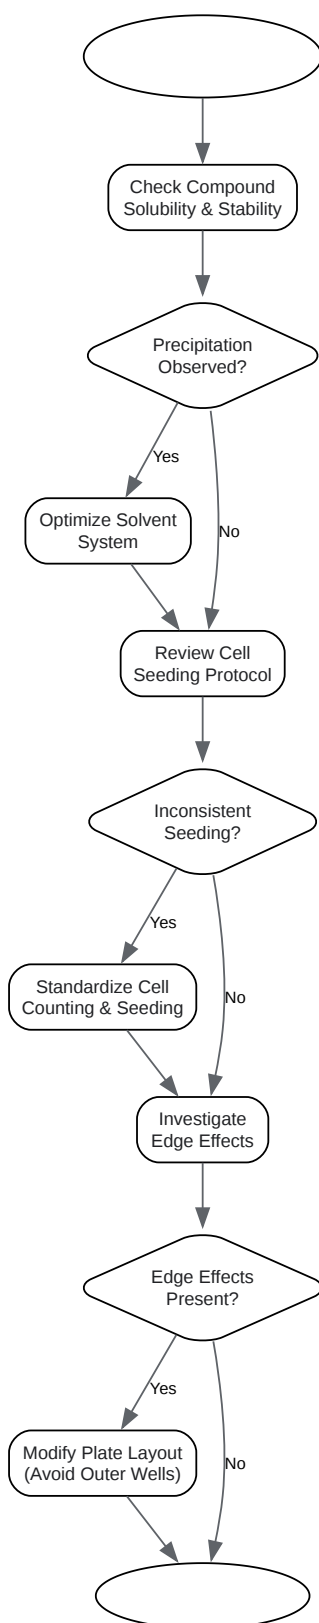 Check Compound
Solubility & Stability
Precipitation
Observed?
Yes
Optimize Solvent
System
No
Review Cell
Seeding Protocol
Inconsistent
Seeding?
Yes
Standardize Cell
Counting & Seeding
No
Investigate
Edge Effects
Edge Effects
Present?
Yes
Modify Plate Layout
(Avoid Outer Wells)
No